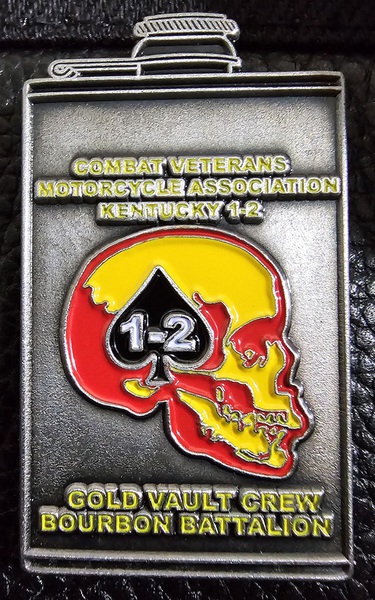 COMBAT VETERANS
MOTORCYCLE ASSOCIATION
KENTUCKY 1-2
1-2
GOLD VAULT CREW
BOURBON BATTALION